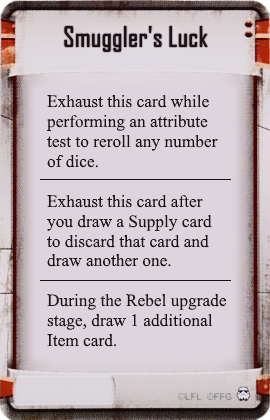 Smuggler's Luck
Exhaust this card while
performing an attribute
test to reroll any number
of dice.
Exhaust this card after
you draw a Supply card
to discard that card and
draw another one.
During the Rebel upgrade
stage, draw 1 additional
Item card.
©LFL ©FFG